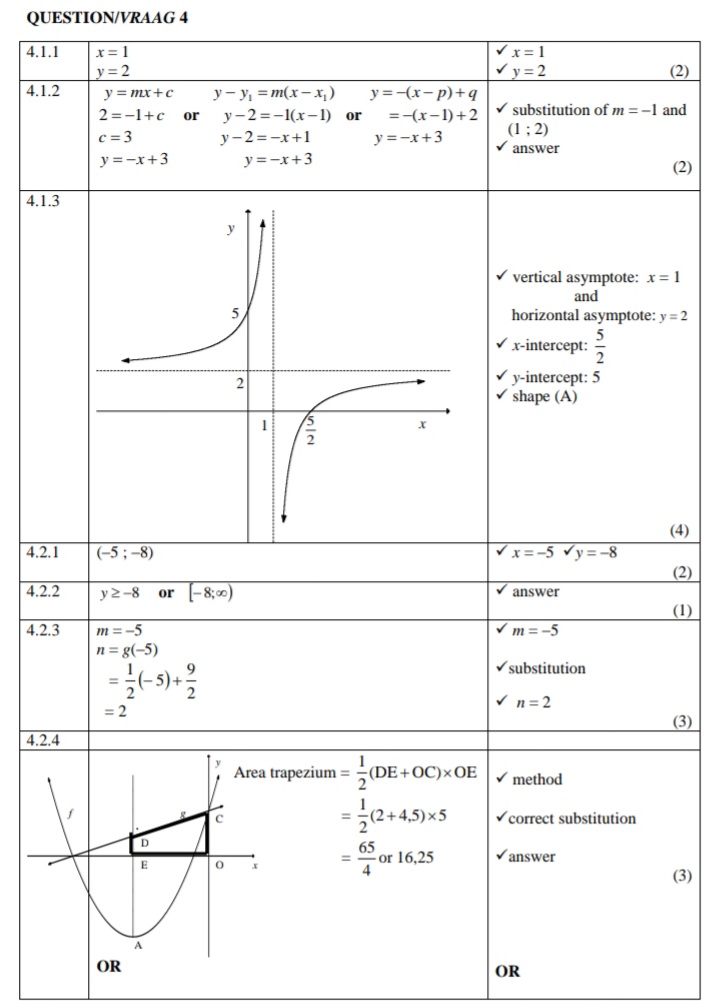 QUESTION/VRAAG 4
4.1.1
x = 1
y = 2
✓ x = 1
✓ y = 2
(2)
4.1.2
y = mx + c    y − y₁ = m(x − x₁)    y = −(x − p) + q
2 = −1 + c  or  y − 2 = −1(x − 1)  or  = −(x − 1) + 2
c = 3    y − 2 = −x + 1    y = −x + 3
y = −x + 3    y = −x + 3
✓ substitution of m = −1 and
(1 ; 2)
✓ answer
(2)
4.1.3
y
5
2
1
5/2
x
✓ vertical asymptote: x = 1
and
horizontal asymptote: y = 2
✓ x-intercept: 5/2
✓ y-intercept: 5
✓ shape (A)
(4)
4.2.1
(−5 ; −8)
✓ x = −5 ✓ y = −8
(2)
4.2.2
y ≥ −8 or [−8;∞)
✓ answer
(1)
4.2.3
m = −5
n = g(−5)
= 1/2(−5) + 9/2
= 2
✓ m = −5
✓ substitution
✓ n = 2
(3)
4.2.4
y
f
g
C
D
E
O
x
A
Area trapezium = 1/2(DE + OC) × OE
= 1/2(2 + 4,5) × 5
= 65/4 or 16,25
OR
✓ method
✓ correct substitution
✓ answer
(3)
OR